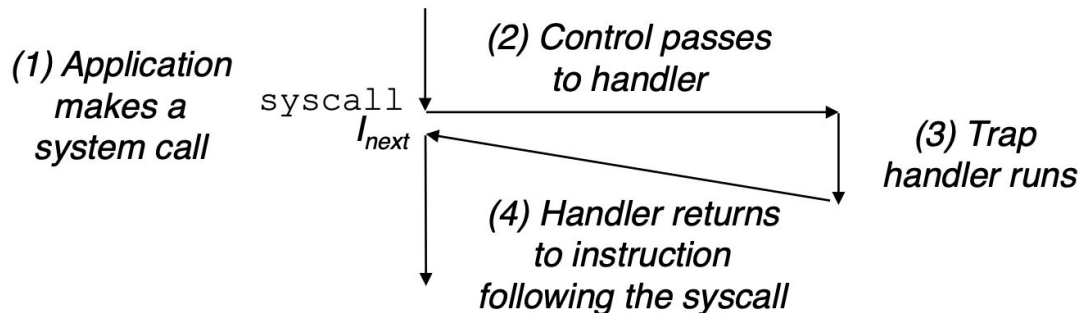 (1) Application
makes a
system call
syscall
Inext
(2) Control passes
to handler
(3) Trap
handler runs
(4) Handler returns
to instruction
following the syscall